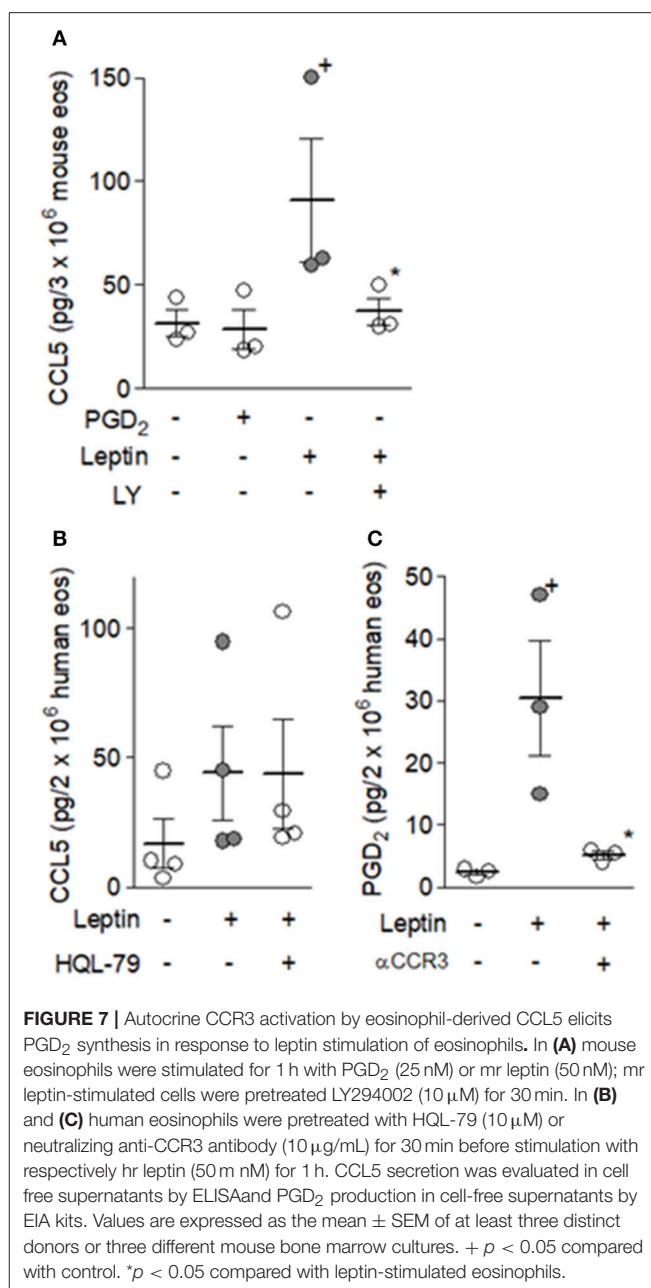 A
CCL5 (pg/3 x 10⁶ mouse eos)
150
100
50
0
+
*
PGD₂ - + - -
Leptin - - + +
LY - - - +
B
CCL5 (pg/2 x 10⁶ human eos)
100
50
0
Leptin - + +
HQL-79 - - +
C
PGD₂ (pg/2 x 10⁶ human eos)
50
40
30
20
10
0
+
*
Leptin - + +
αCCR3 - - +
FIGURE 7 | Autocrine CCR3 activation by eosinophil-derived CCL5 elicits
PGD₂ synthesis in response to leptin stimulation of eosinophils. In (A) mouse
eosinophils were stimulated for 1 h with PGD₂ (25 nM) or mr leptin (50 nM); mr
leptin-stimulated cells were pretreated LY294002 (10 μM) for 30 min. In (B)
and (C) human eosinophils were pretreated with HQL-79 (10 μM) or
neutralizing anti-CCR3 antibody (10 μg/mL) for 30 min before stimulation with
respectively hr leptin (50 m nM) for 1 h. CCL5 secretion was evaluated in cell
free supernatants by ELISAand PGD₂ production in cell-free supernatants by
EIA kits. Values are expressed as the mean ± SEM of at least three distinct
donors or three different mouse bone marrow cultures. + p < 0.05 compared
with control. *p < 0.05 compared with leptin-stimulated eosinophils.